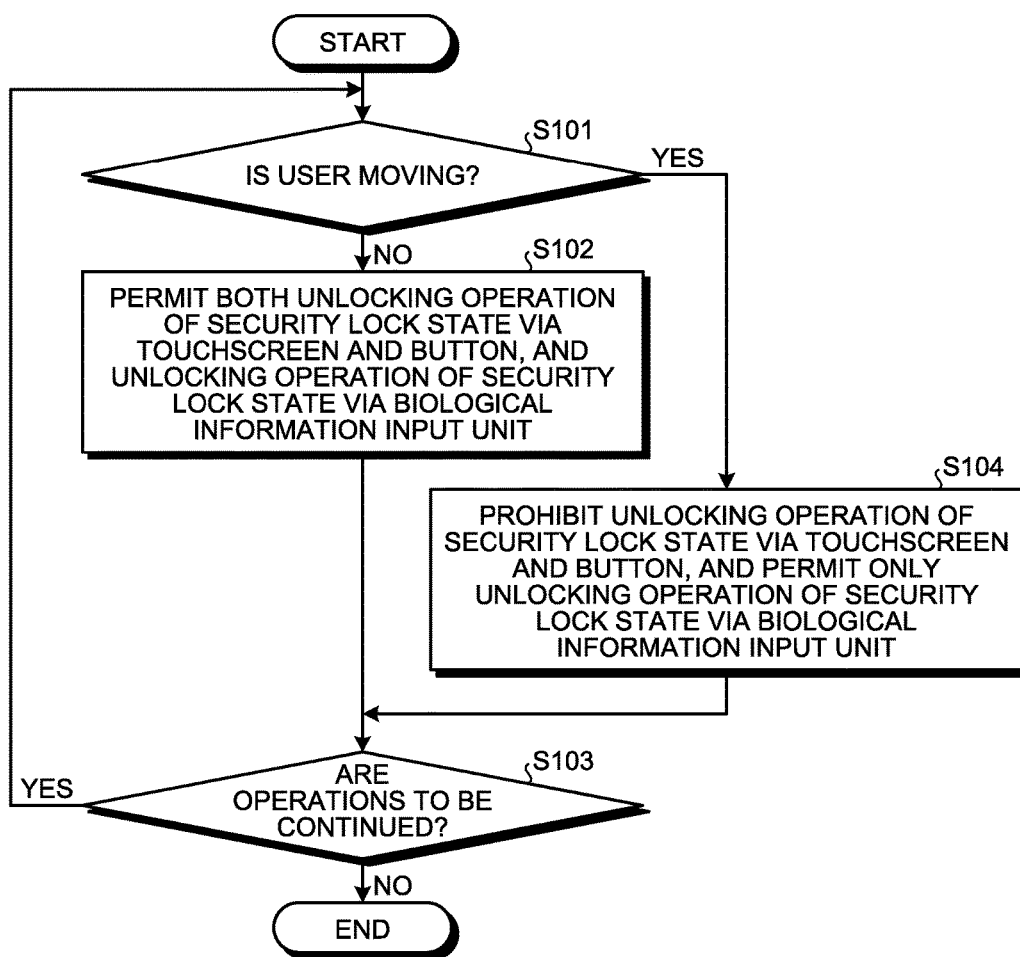 START
S101
IS USER MOVING?
YES
NO
S102
PERMIT BOTH UNLOCKING OPERATION
OF SECURITY LOCK STATE VIA
TOUCHSCREEN AND BUTTON, AND
UNLOCKING OPERATION OF SECURITY
LOCK STATE VIA BIOLOGICAL
INFORMATION INPUT UNIT
S104
PROHIBIT UNLOCKING OPERATION OF
SECURITY LOCK STATE VIA TOUCHSCREEN
AND BUTTON, AND PERMIT ONLY
UNLOCKING OPERATION OF SECURITY
LOCK STATE VIA BIOLOGICAL
INFORMATION INPUT UNIT
S103
YES
ARE
OPERATIONS TO BE
CONTINUED?
NO
END